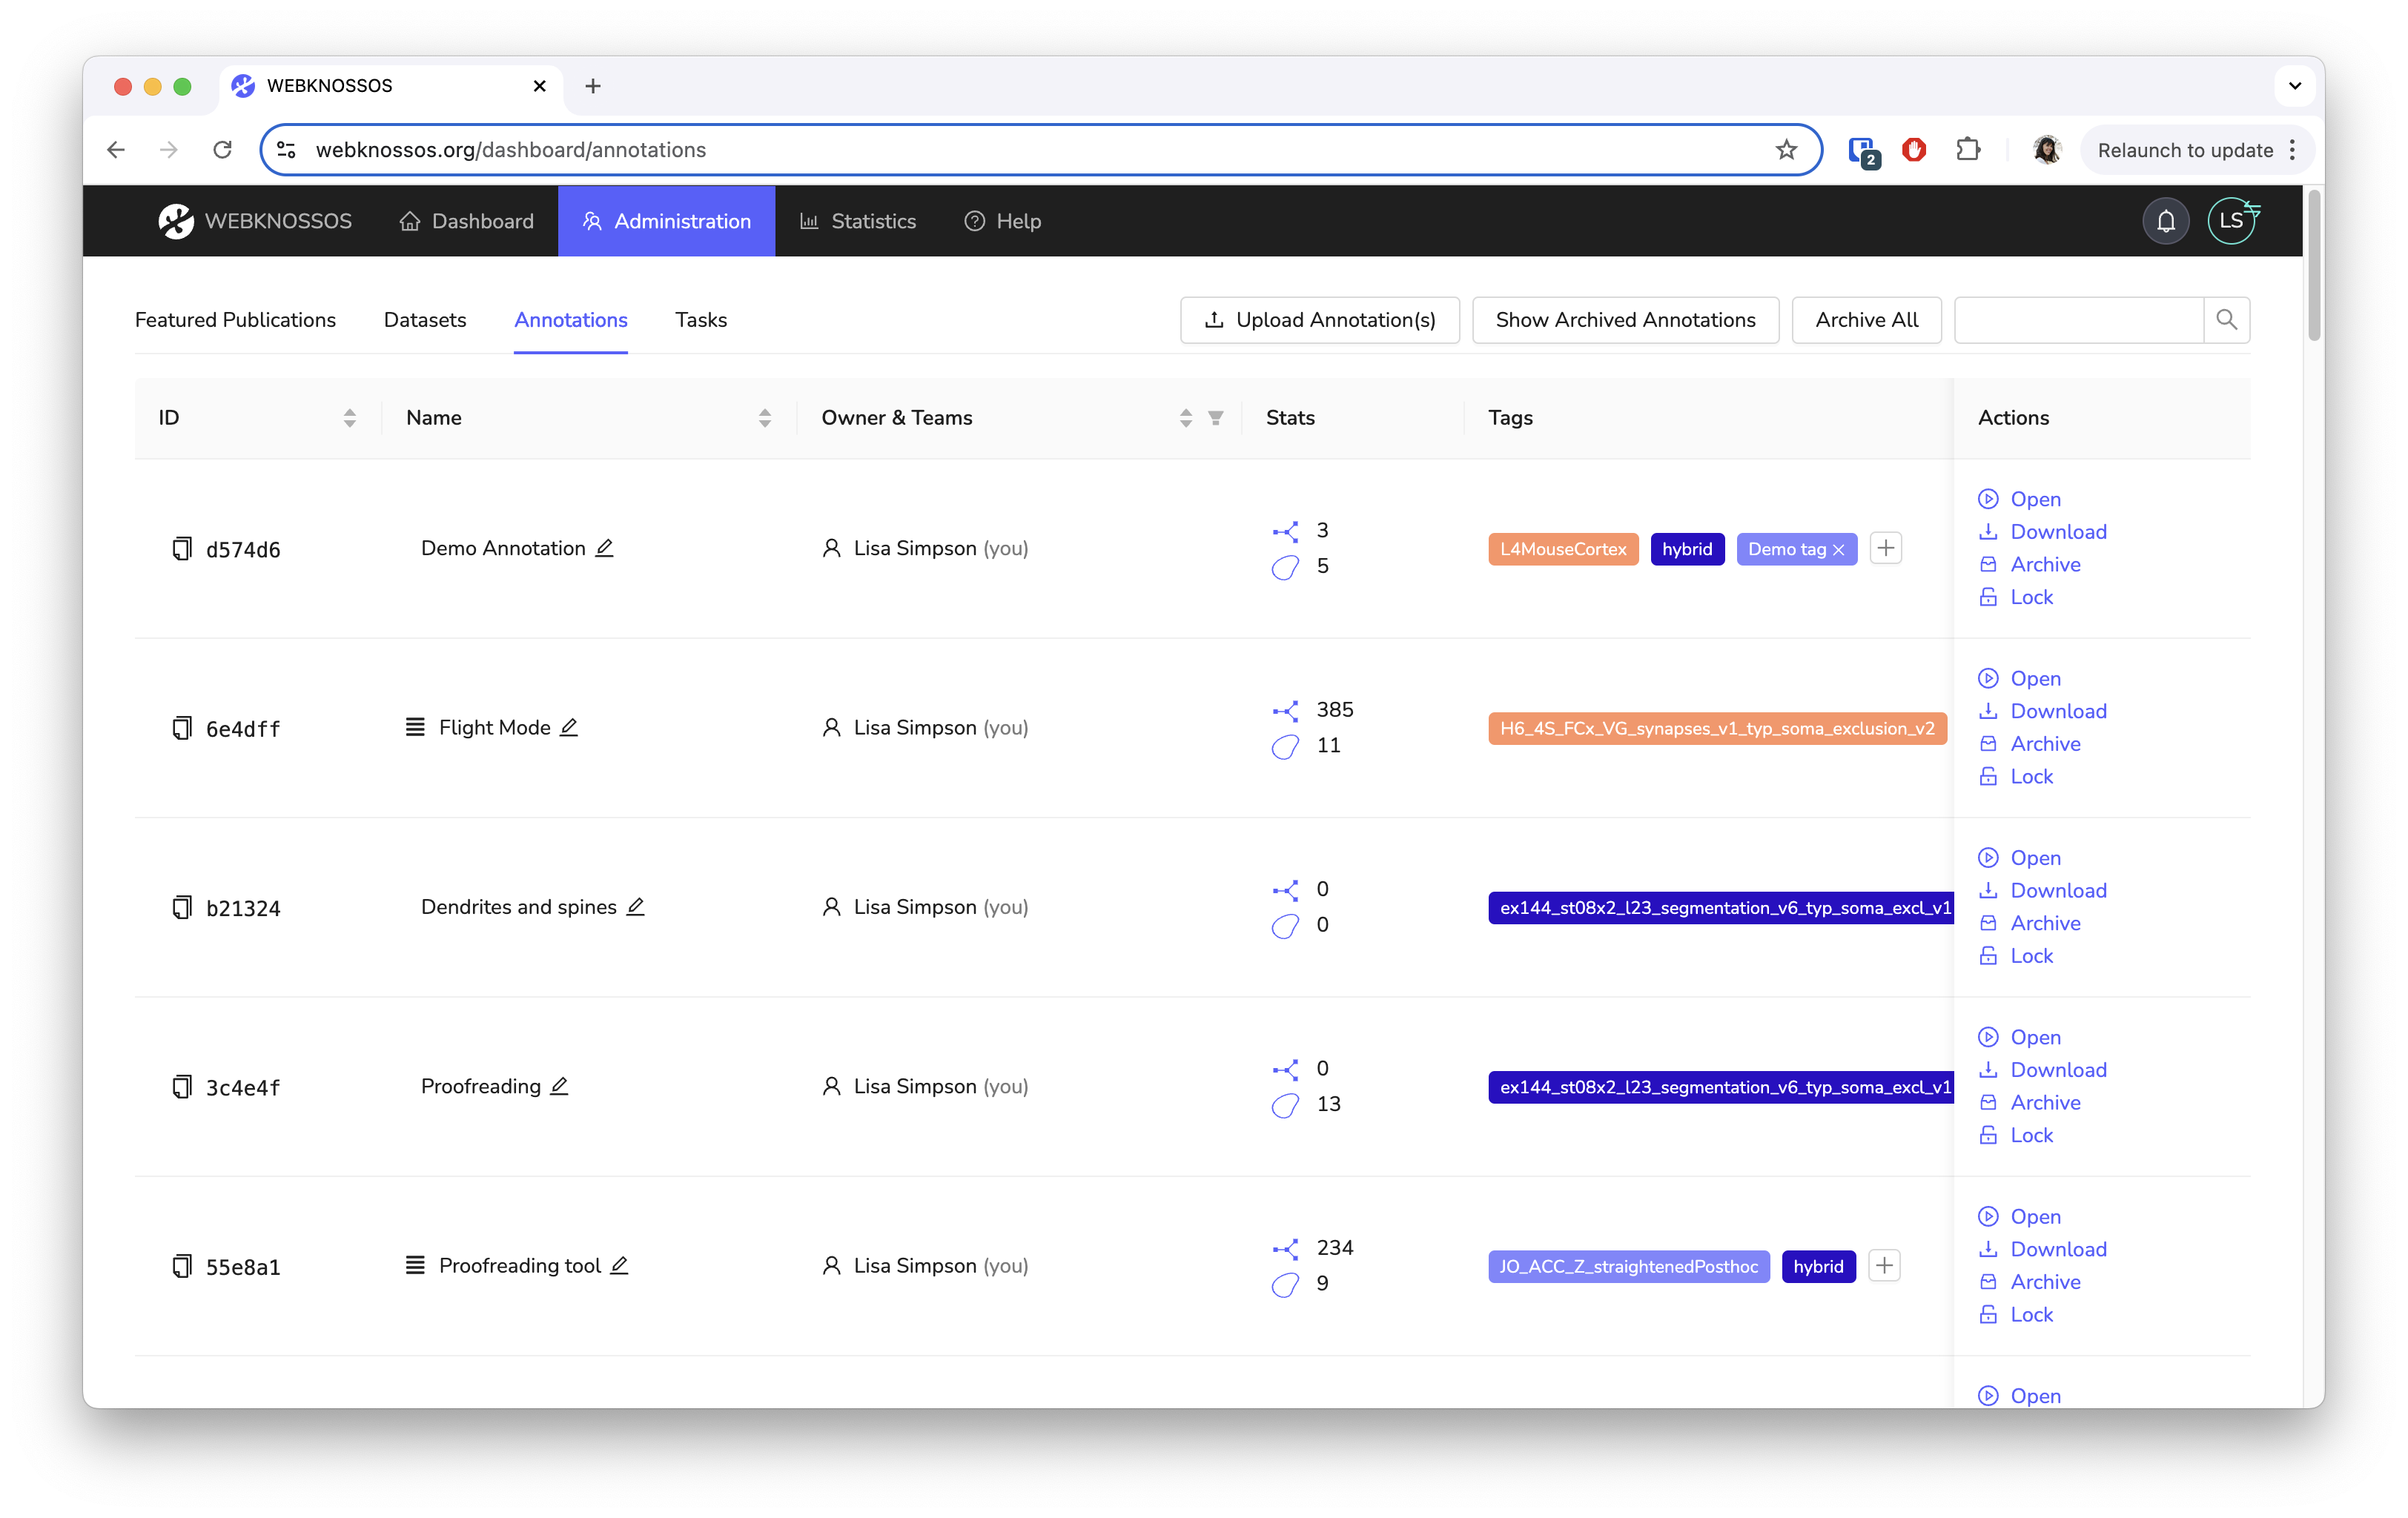 WEBKNOSSOS
webknossos.org/dashboard/annotations
2
Relaunch to update
WEBKNOSSOS Dashboard Administration Statistics Help
LS
Featured Publications Datasets Annotations Tasks
Upload Annotation(s) Show Archived Annotations Archive All
ID Name Owner & Teams Stats Tags Actions
d574d6 Demo Annotation Lisa Simpson (you)
3
5
L4MouseCortex hybrid Demo tag
Open
Download
Archive
Lock
6e4dff Flight Mode Lisa Simpson (you)
385
11
H6_4S_FCx_VG_synapses_v1_typ_soma_exclusion_v2
Open
Download
Archive
Lock
b21324 Dendrites and spines Lisa Simpson (you)
0
0
ex144_st08x2_l23_segmentation_v6_typ_soma_excl_v1
Open
Download
Archive
Lock
3c4e4f Proofreading Lisa Simpson (you)
0
13
ex144_st08x2_l23_segmentation_v6_typ_soma_excl_v1
Open
Download
Archive
Lock
55e8a1 Proofreading tool Lisa Simpson (you)
234
9
JO_ACC_Z_straightenedPosthoc hybrid
Open
Download
Archive
Lock
Open